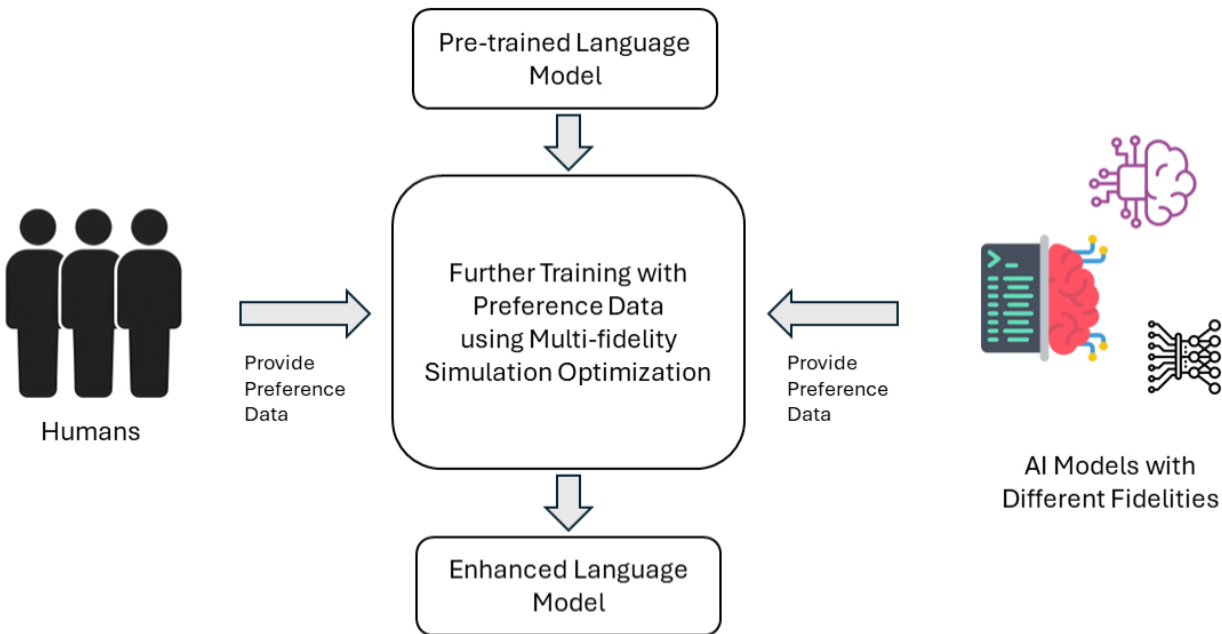 Pre-trained Language
Model
Further Training with
Preference Data
using Multi-fidelity
Simulation Optimization
Provide
Preference
Data
Humans
Provide
Preference
Data
AI Models with
Different Fidelities
Enhanced Language
Model